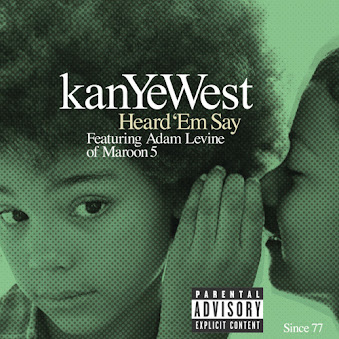 kanYeWest
Heard ‘Em Say
Featuring Adam Levine
of Maroon 5
PARENTAL
ADVISORY
EXPLICIT CONTENT
Since 77